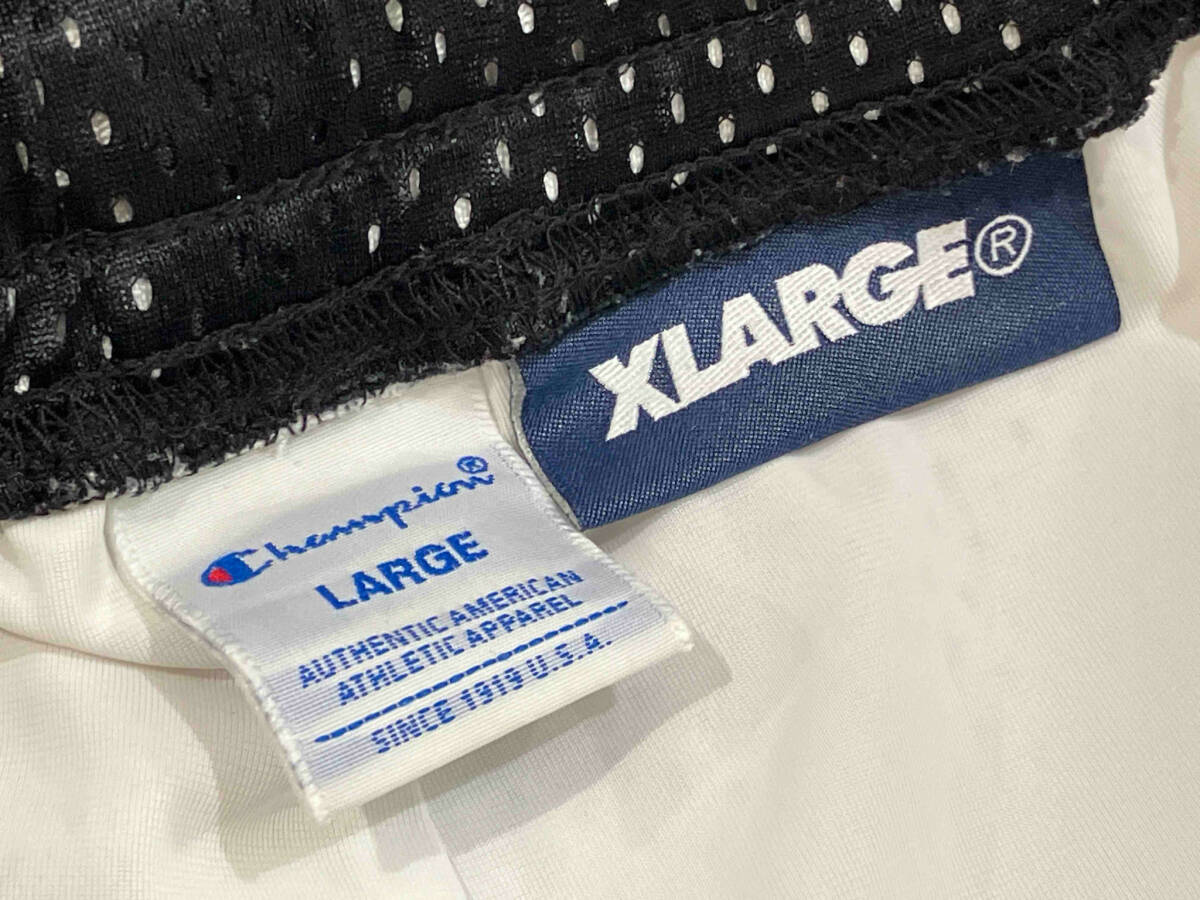 XLARGE®
Champion®
LARGE
AUTHENTIC AMERICAN
ATHLETIC APPAREL
SINCE 1919 U.S.A.